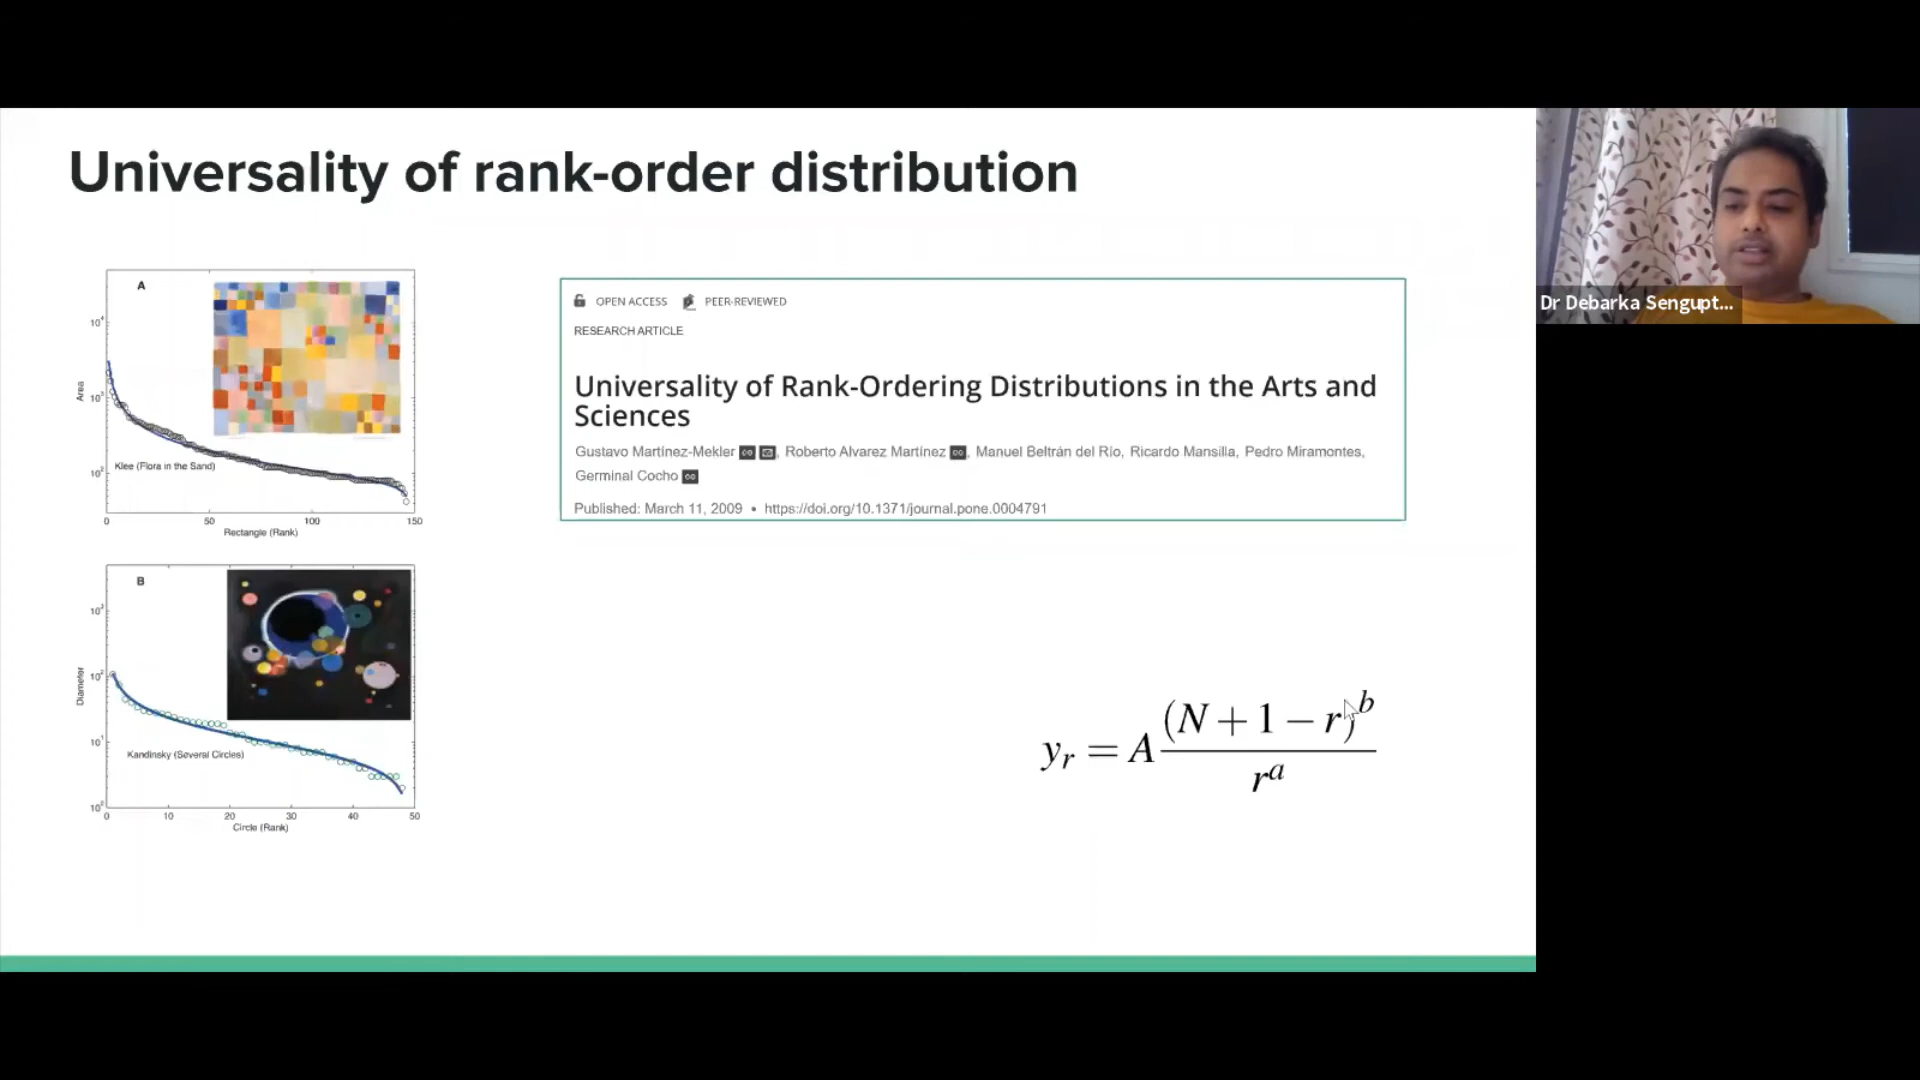 Universality of rank-order distribution
A
10⁴
10³
10²
Area
Klee (Flora in the Sand)
0 50 100 150
Rectangle (Rank)
B
10³
10²
10¹
10⁰
Diameter
Kandinsky (Several Circles)
0 10 20 30 40 50
Circle (Rank)
OPEN ACCESS PEER-REVIEWED
RESEARCH ARTICLE
Universality of Rank-Ordering Distributions in the Arts and
Sciences
Gustavo Martínez-Mekler, Roberto Alvarez Martínez, Manuel Beltrán del Río, Ricardo Mansilla, Pedro Miramontes,
Germinal Cocho
Published: March 11, 2009 • https://doi.org/10.1371/journal.pone.0004791
y_r = A (N + 1 − r)^b / r^a
Dr Debarka Sengupt...